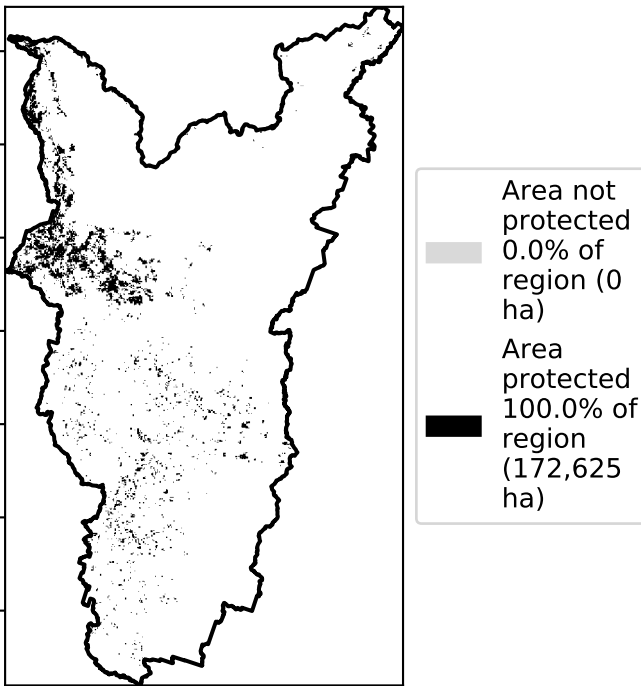 Area not
protected
0.0% of
region (0
ha)
Area
protected
100.0% of
region
(172,625
ha)